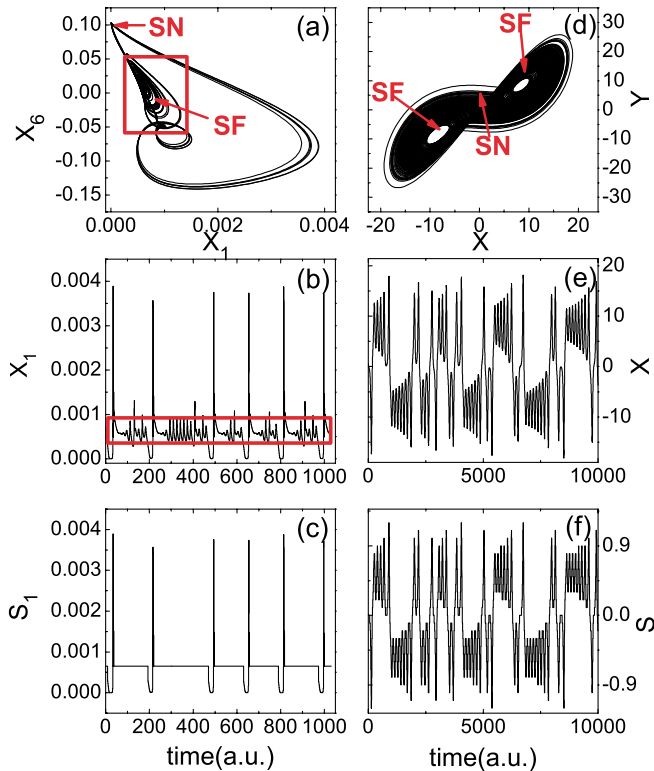 (a)
SN
SF
X6
0.10
0.05
0.00
-0.05
-0.10
-0.15
0.000
0.002
0.004
X1
(d)
SF
SF
SN
Y
30
20
10
0
-10
-20
-30
-20
-10
0
10
20
X
(b)
X1
0.004
0.003
0.002
0.001
0.000
0 200 400 600 800 1000
(e)
X
20
10
0
-10
0
5000
10000
(c)
S1
0.004
0.003
0.002
0.001
0.000
0 200 400 600 800 1000
time(a.u.)
(f)
S
0.9
0.0
-0.9
0
5000
10000
time(a.u.)